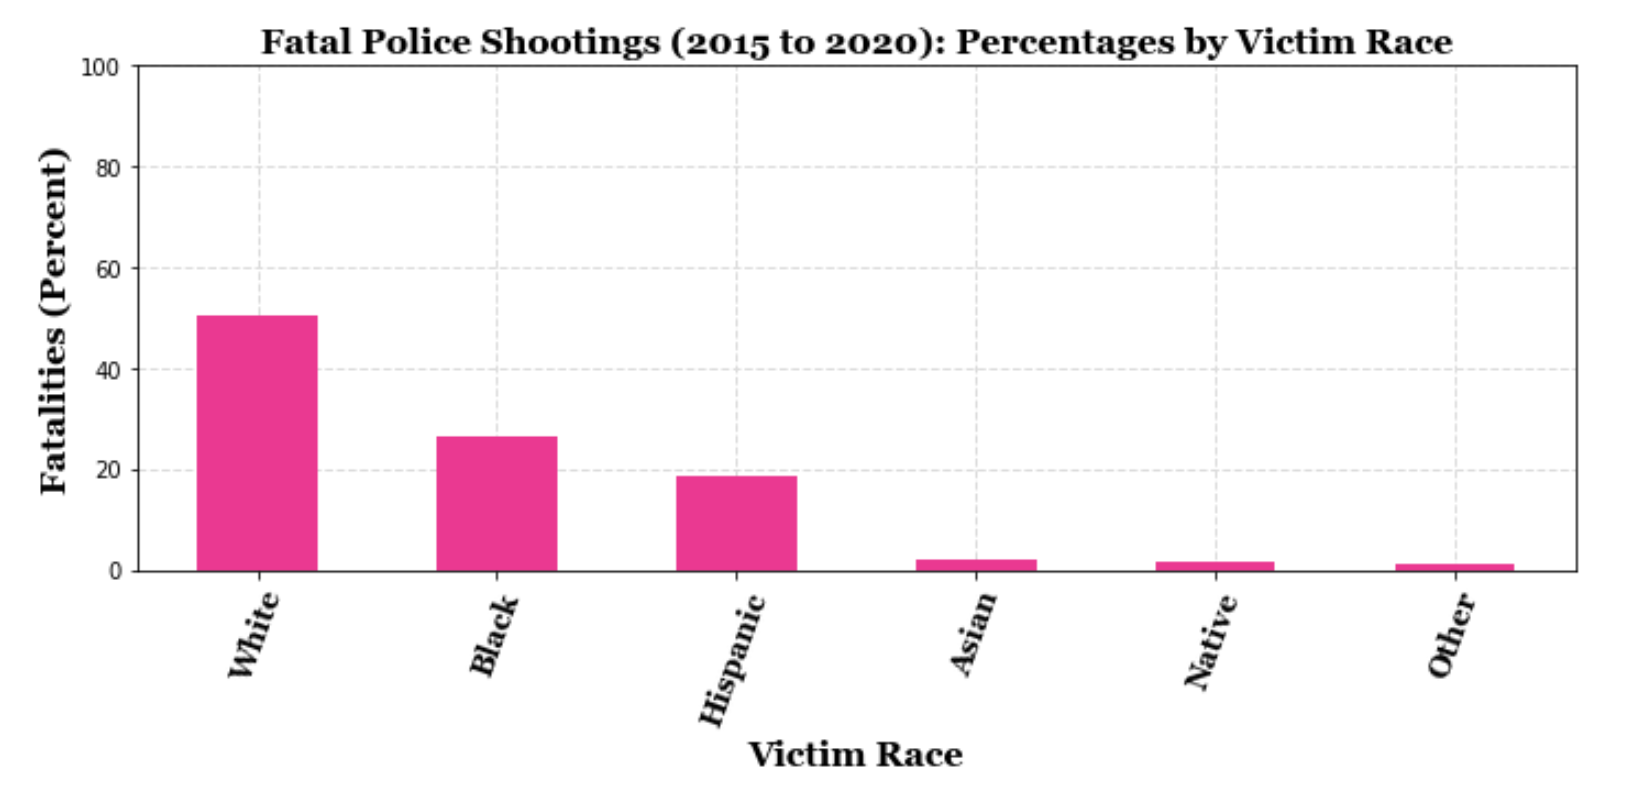 Fatal Police Shootings (2015 to 2020): Percentages by Victim Race
Fatalities (Percent)
100
80
60
40
20
0
White
Black
Hispanic
Asian
Native
Other
Victim Race